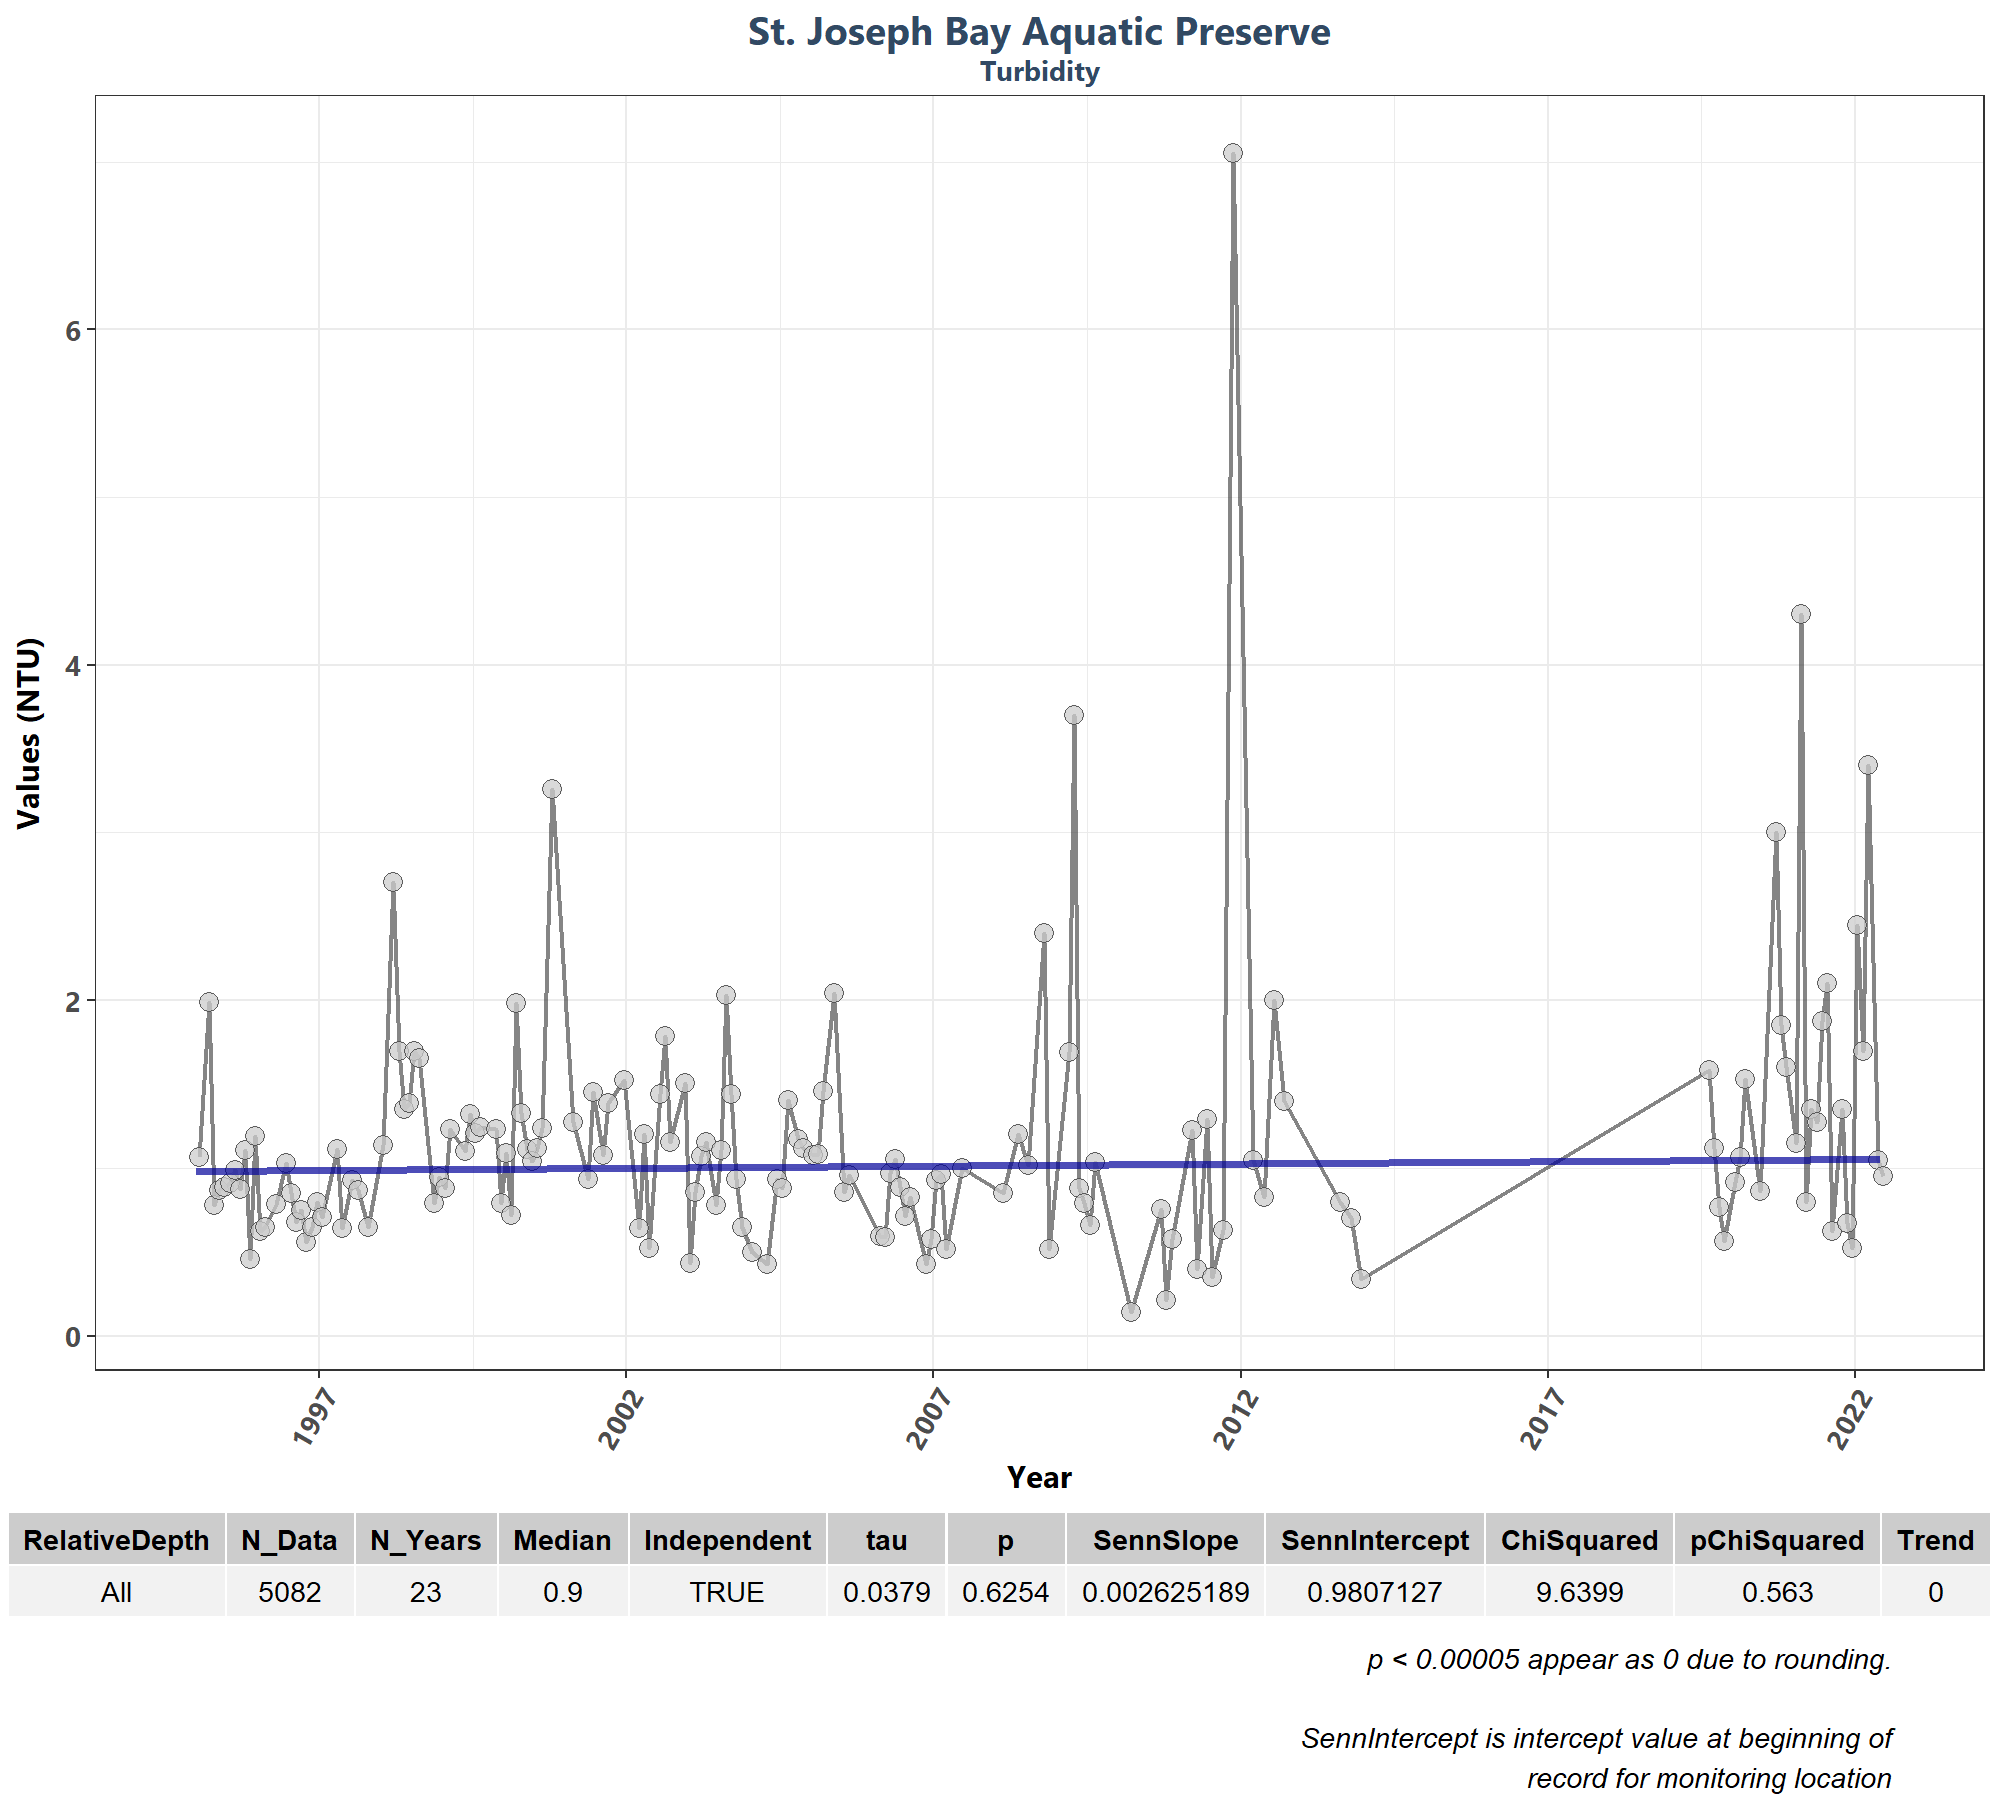 St. Joseph Bay Aquatic Preserve
Turbidity
Values (NTU)
6
4
2
0
1997 2002 2007 2012 2017 2022
Year
RelativeDepth N_Data N_Years Median Independent tau p SennSlope SennIntercept ChiSquared pChiSquared Trend
All 5082 23 0.9 TRUE 0.0379 0.6254 0.002625189 0.9807127 9.6399 0.563 0
p < 0.00005 appear as 0 due to rounding.
SennIntercept is intercept value at beginning of
record for monitoring location